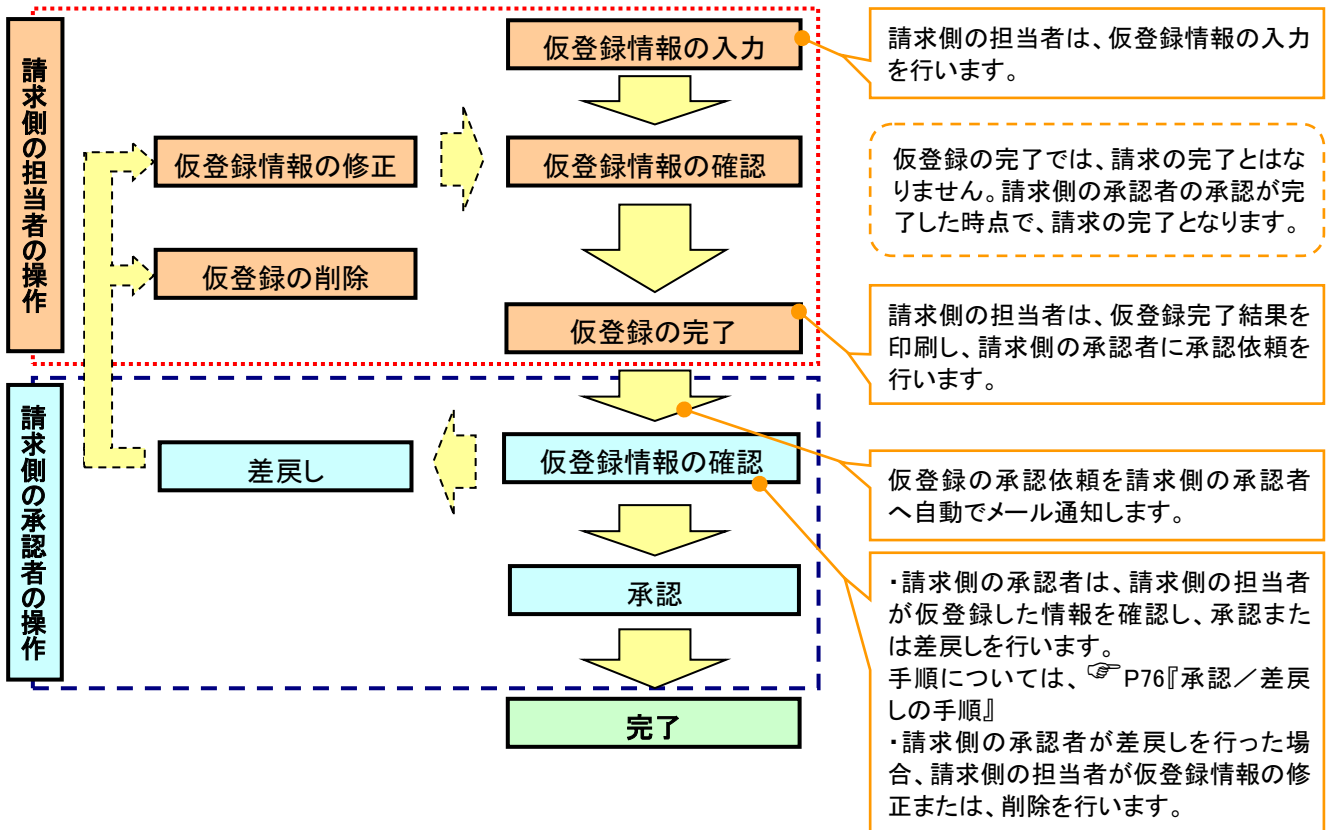 請求側の担当者の操作
仮登録情報の入力
仮登録情報の修正
仮登録情報の確認
仮登録の削除
仮登録の完了
請求側の担当者は、仮登録情報の入力
を行います。
仮登録の完了では、請求の完了とはな
りません。請求側の承認者の承認が完
了した時点で、請求の完了となります。
請求側の担当者は、仮登録完了結果を
印刷し、請求側の承認者に承認依頼を
行います。
請求側の承認者の操作
差戻し
仮登録情報の確認
承認
完了
仮登録の承認依頼を請求側の承認者
へ自動でメール通知します。
・請求側の承認者は、請求側の担当者
が仮登録した情報を確認し、承認また
は差戻しを行います。
手順については、☞P76『承認／差戻
しの手順』
・請求側の承認者が差戻しを行った場
合、請求側の担当者が仮登録情報の修
正または、削除を行います。